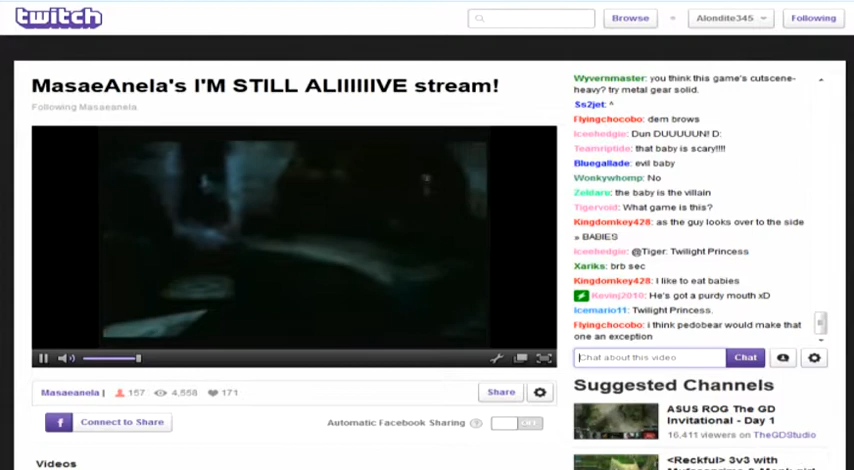 twitch
Browse
Alondite345
Following
MasaeAnela's I'M STILL ALIIIIIIVE stream!
Following Masaeanela
Wyvernmaster: you think this game's cutscene-
heavy? try metal gear solid.
Ss2jet: ^
Flyingchocobo: dem brows
Iceehedgie: Dun DUUUUUN! D:
Teamriptide: that baby is scary!!!!
Bluegallade: evil baby
Wonkywhomp: No
Zeldaru: the baby is the villain
Tigervoid: What game is this?
Kingdomkey428: as the guy looks over to the side
» BABIES
Iceehedgie: @Tiger: Twilight Princess
Xariks: brb sec
Kingdomkey428: I like to eat babies
Kevinj2010: He's got a purdy mouth xD
Icemario11: Twilight Princess.
Flyingchocobo: i think pedobear would make that
one an exception
Chat about this video
Chat
Masaeanela | 157 4,558 171
Share
f Connect to Share
Automatic Facebook Sharing ? OFF
Suggested Channels
ASUS ROG The GD
Invitational - Day 1
16,411 viewers on TheGDStudio
<Reckful> 3v3 with
Videos